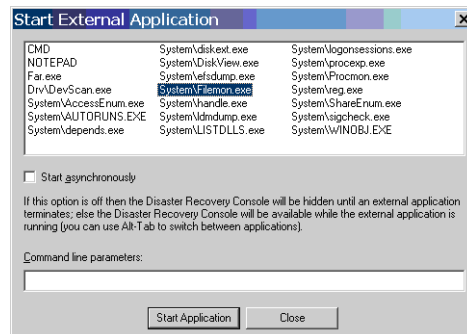 Start External Application
CMD
NOTEPAD
Far.exe
Drv\DevScan.exe
System\AccessEnum.exe
System\AUTORUNS.EXE
System\depends.exe
System\diskext.exe
System\DiskView.exe
System\efsdump.exe
System\Filemon.exe
System\handle.exe
System\ldmdump.exe
System\LISTDLLS.exe
System\logonsessions.exe
System\procexp.exe
System\Procmon.exe
System\reg.exe
System\ShareEnum.exe
System\sigcheck.exe
System\WINOBJ.EXE
Start asynchronously
If this option is off then the Disaster Recovery Console will be hidden until an external application
terminates; else the Disaster Recovery Console will be available while the external application is
running (you can use Alt-Tab to switch between applications).
Command line parameters:
Start Application
Close